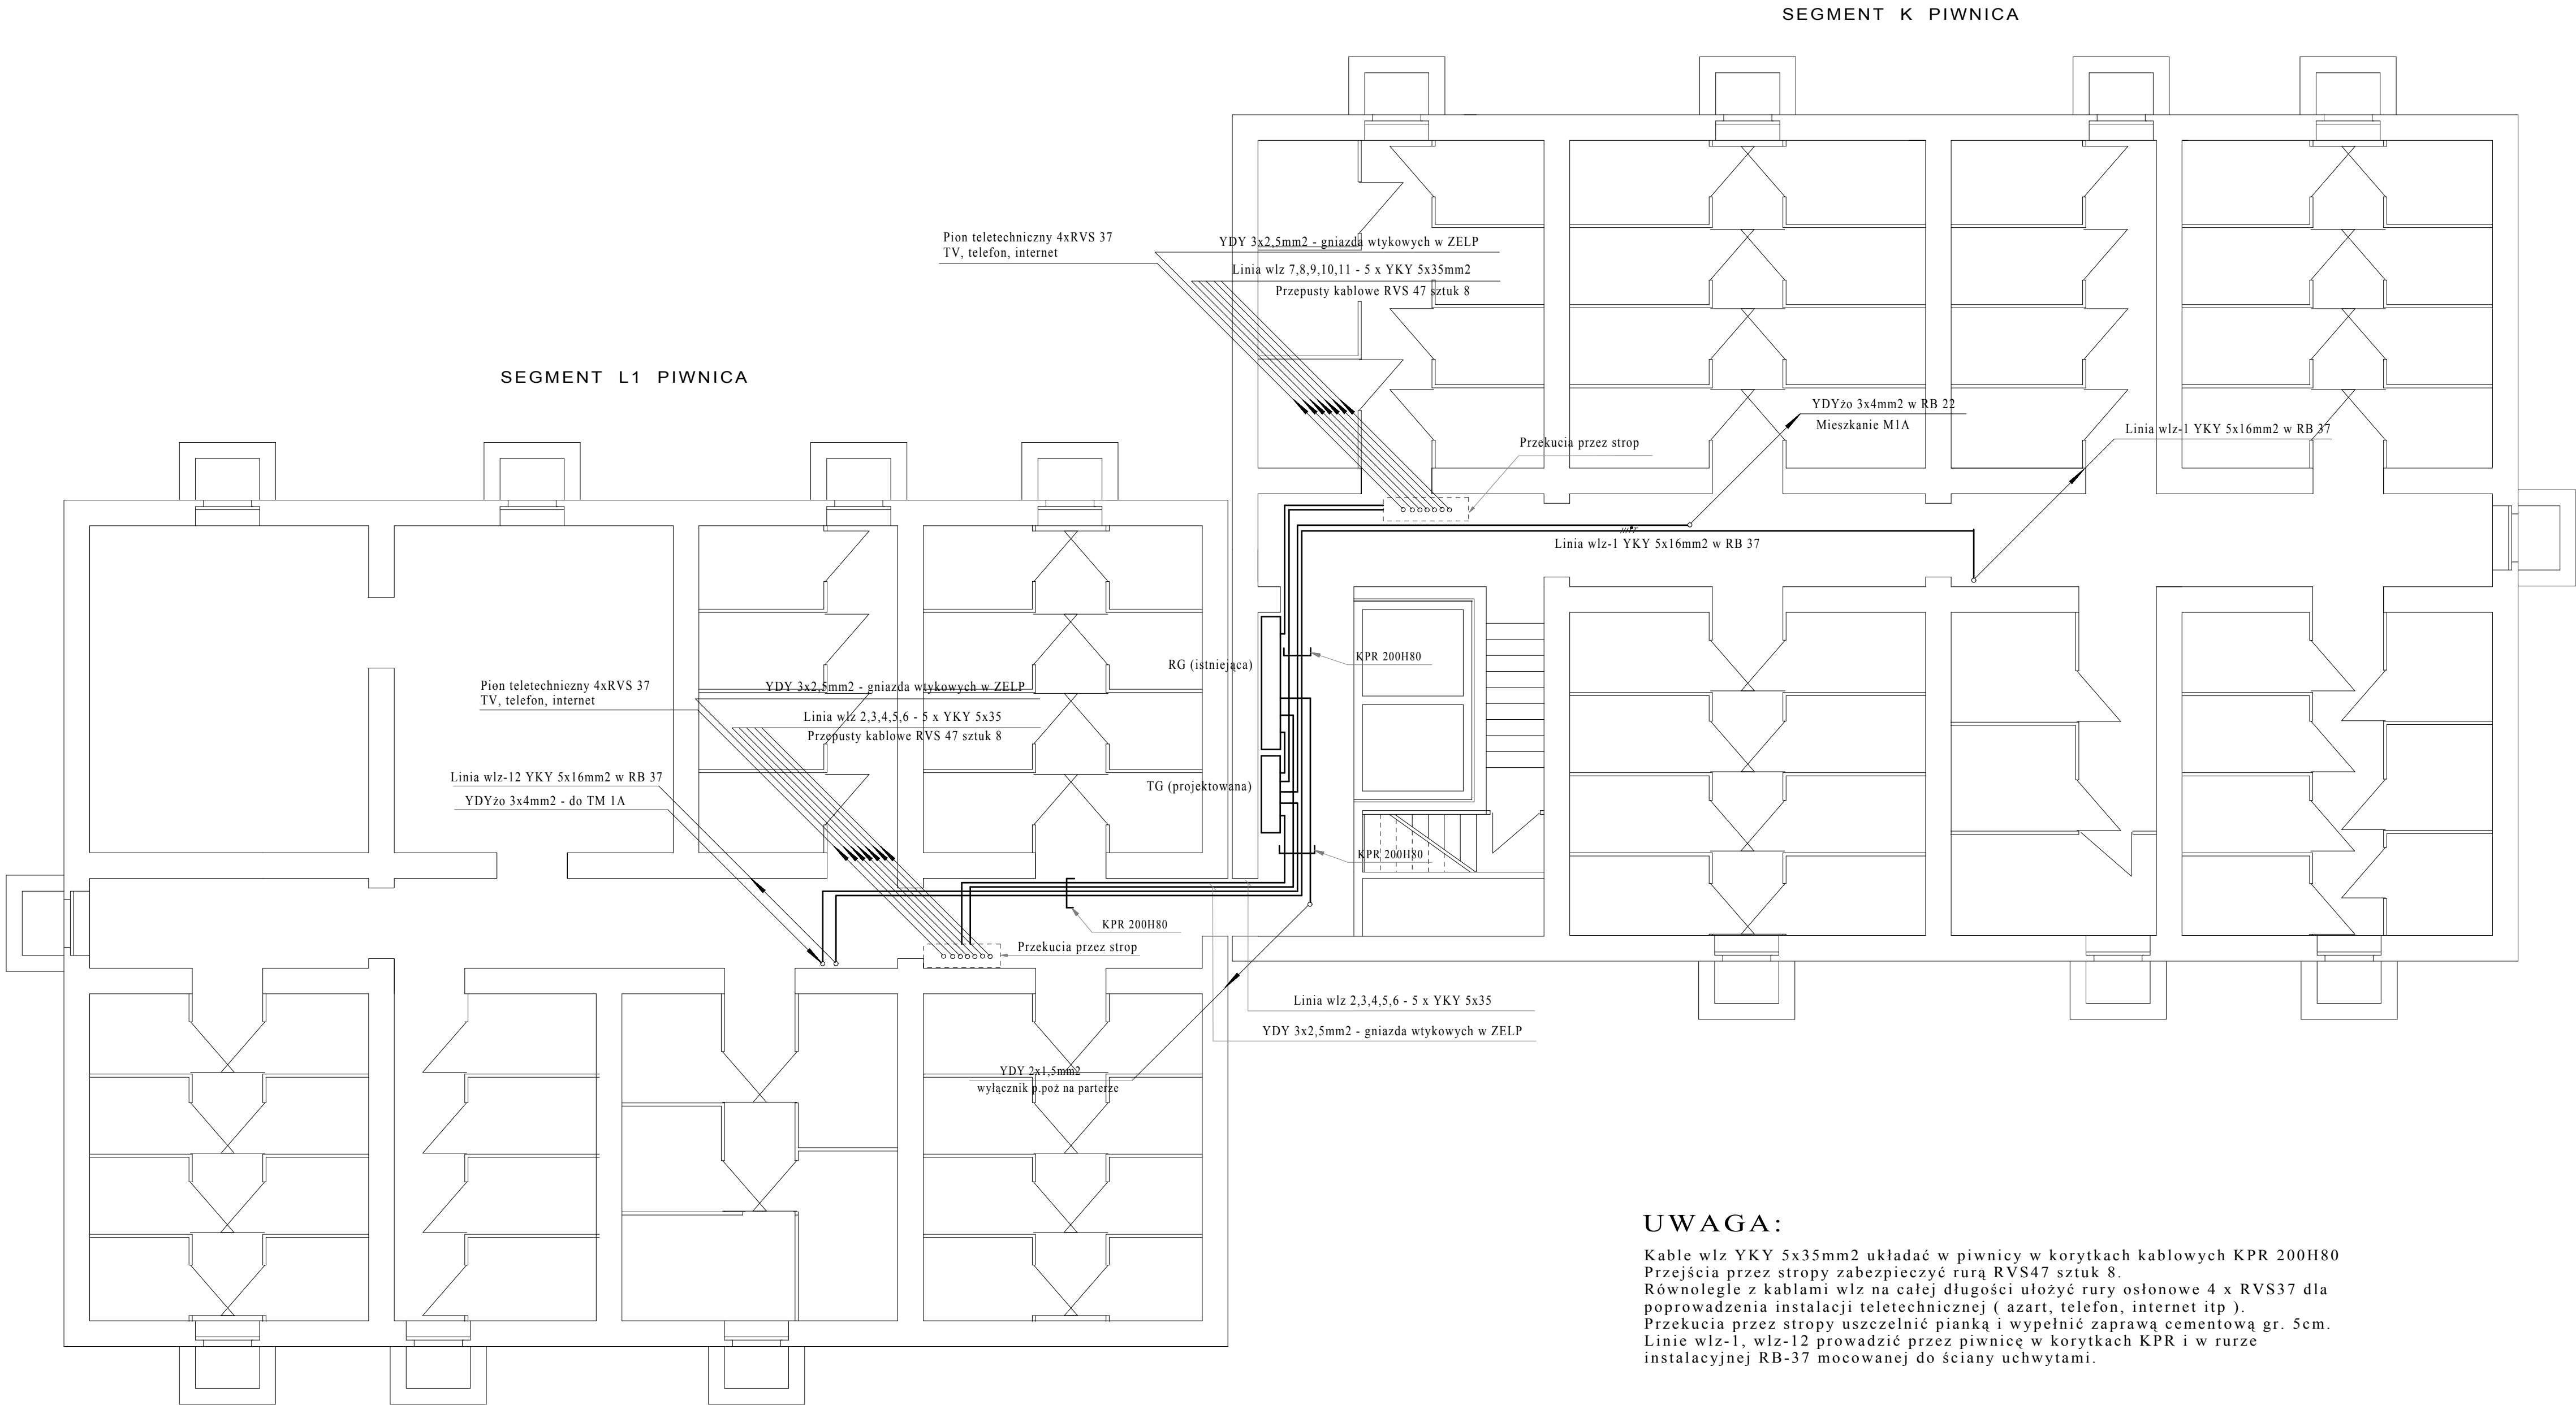 SEGMENT K PIWNICA
Pion teletechniczny 4xRVS 37
TV, telefon, internet
YDY 3x2,5mm2 - gniazda wtykowych w ZELP
Linia wlz 7,8,9,10,11 - 5 x YKY 5x35mm2
Przepusty kablowe RVS 47 sztuk 8
SEGMENT L1 PIWNICA
YDYżo 3x4mm2 w RB 22
Mieszkanie M1A
Linia wlz-1 YKY 5x16mm2 w RB 37
Przekucia przez strop
Linia wlz-1 YKY 5x16mm2 w RB 37
RG (istniejąca)
KPR 200H80
Pion teletechniezny 4xRVS 37
TV, telefon, internet
YDY 3x2,5mm2 - gniazda wtykowych w ZELP
Linia wlz 2,3,4,5,6 - 5 x YKY 5x35
Przepusty kablowe RVS 47 sztuk 8
Linia wlz-12 YKY 5x16mm2 w RB 37
YDYżo 3x4mm2 - do TM 1A
TG (projektowana)
KPR 200H80
KPR 200H80
Przekucia przez strop
Linia wlz 2,3,4,5,6 - 5 x YKY 5x35
YDY 3x2,5mm2 - gniazda wtykowych w ZELP
YDY 2x1,5mm2
wyłącznik p.poż na parterze
UWAGA:
Kable wlz YKY 5x35mm2 układać w piwnicy w korytkach kablowych KPR 200H80
Przejścia przez stropy zabezpieczyć rurą RVS47 sztuk 8.
Równolegle z kablami wlz na całej długości ułożyć rury osłonowe 4 x RVS37 dla
poprowadzenia instalacji teletechnicznej ( azart, telefon, internet itp ).
Przekucia przez stropy uszczelnić pianką i wypełnić zaprawą cementową gr. 5cm.
Linie wlz-1, wlz-12 prowadzić przez piwnicę w korytkach KPR i w rurze
instalacyjnej RB-37 mocowanej do ściany uchwytami.